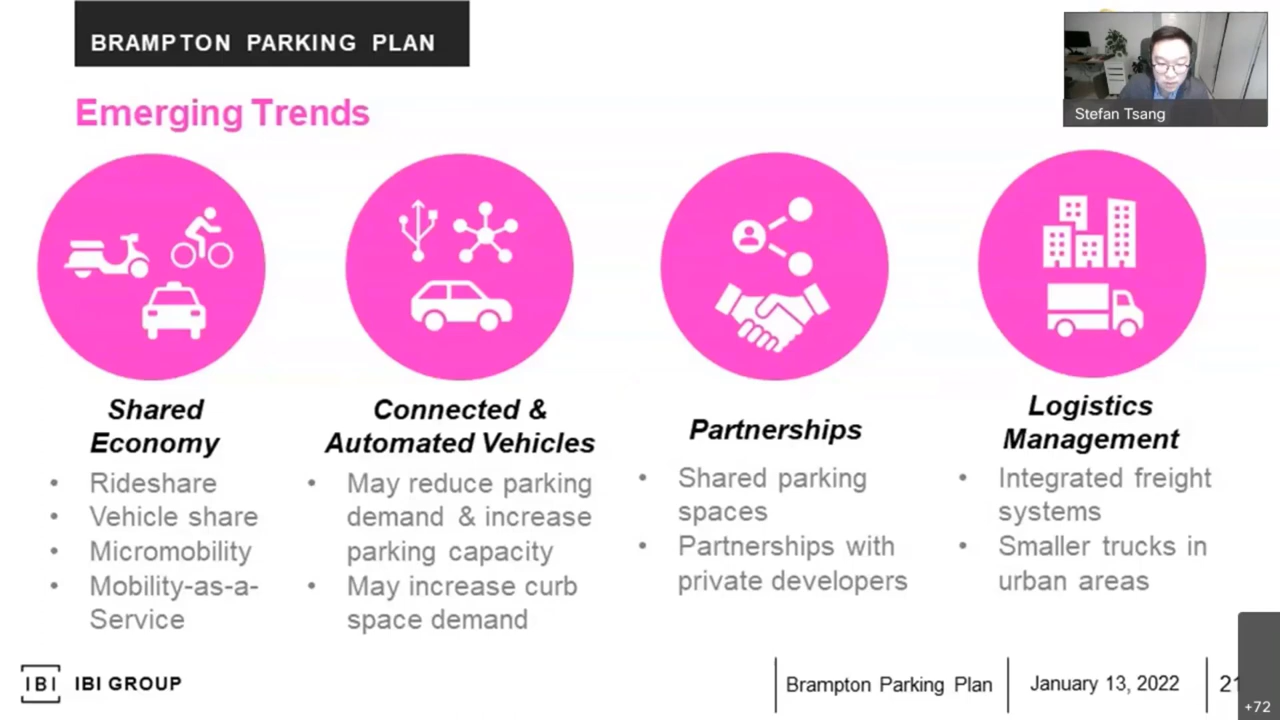 BRAMPTON PARKING PLAN
Stefan Tsang
Emerging Trends
Shared
Economy
• Rideshare
• Vehicle share
• Micromobility
• Mobility-as-a-
Service
Connected &
Automated Vehicles
• May reduce parking
demand & increase
parking capacity
• May increase curb
space demand
Partnerships
• Shared parking
spaces
• Partnerships with
private developers
Logistics
Management
• Integrated freight
systems
• Smaller trucks in
urban areas
IBI IBI GROUP
Brampton Parking Plan
January 13, 2022
21
+72